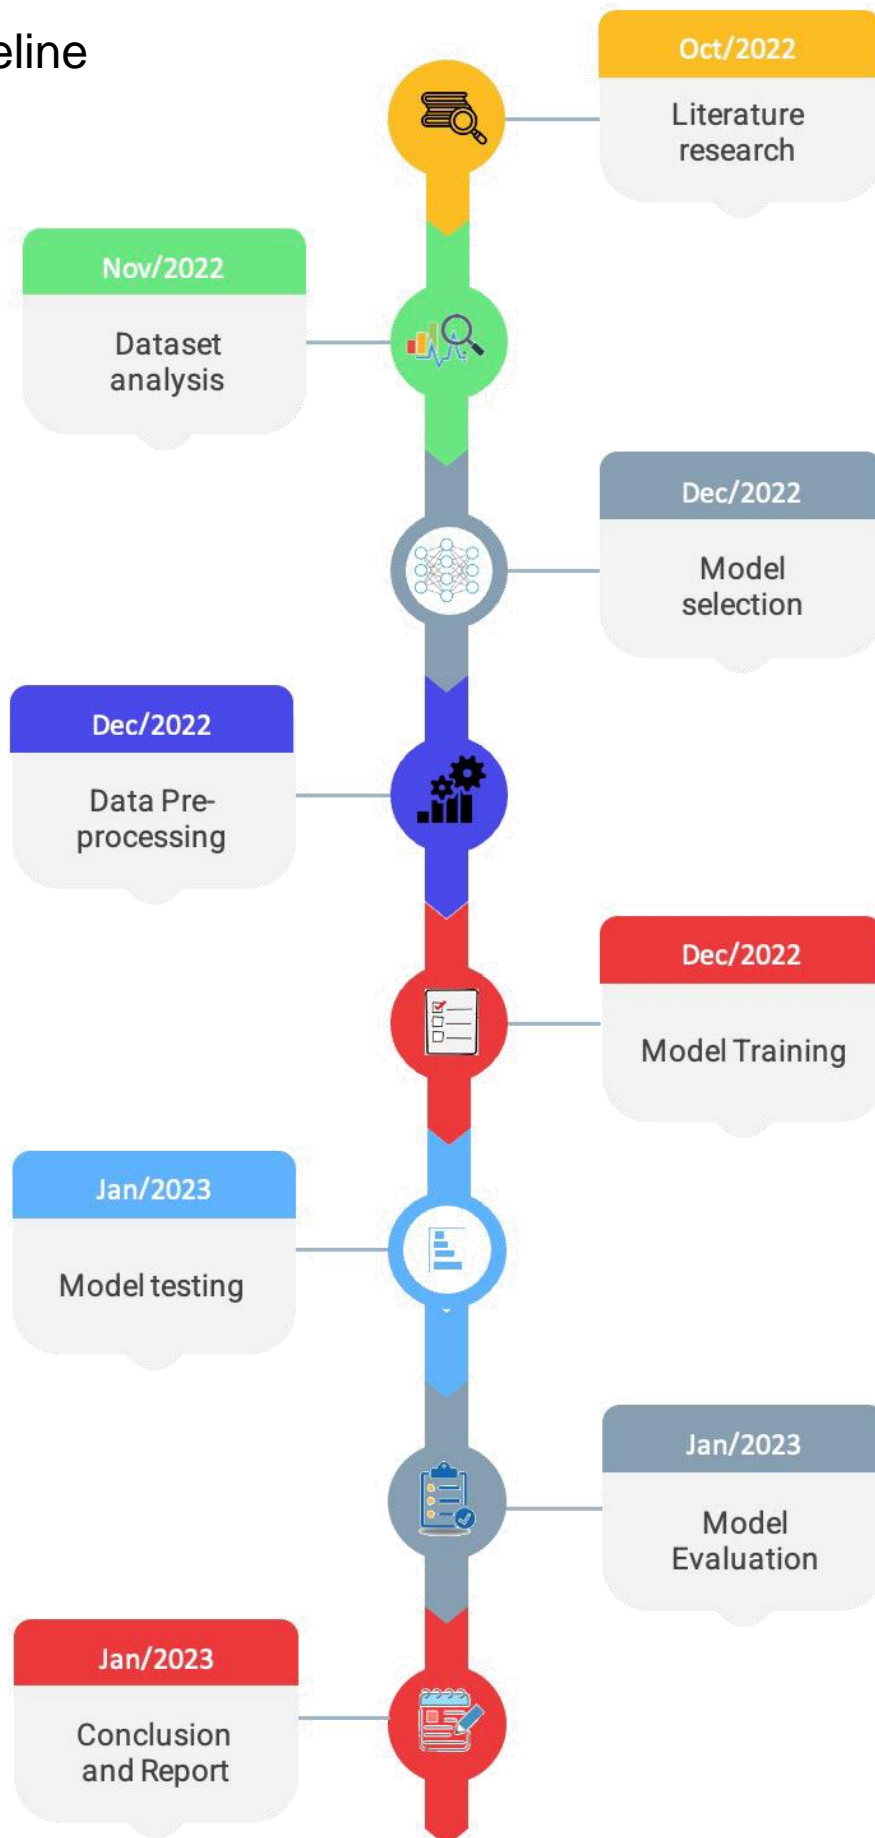 eline
Oct/2022
Literature
research
Nov/2022
Dataset
analysis
Dec/2022
Model
selection
Dec/2022
Data Pre-
processing
Dec/2022
Model Training
Jan/2023
Model testing
Jan/2023
Model
Evaluation
Jan/2023
Conclusion
and Report